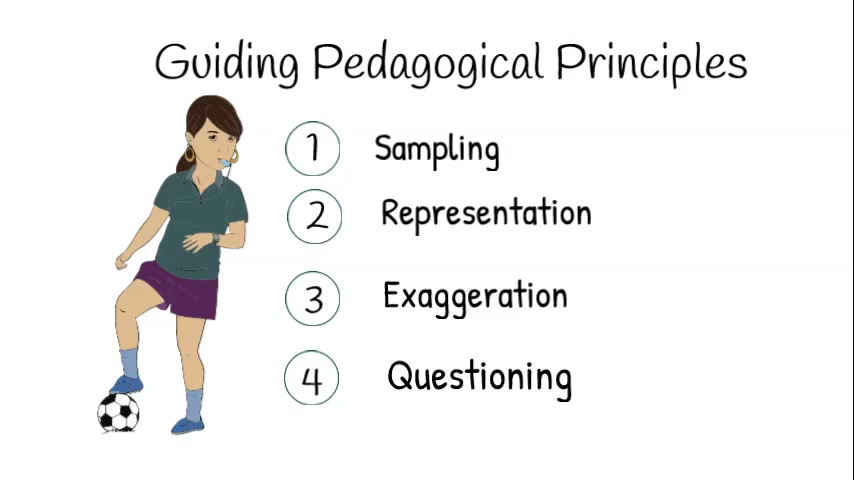 Guiding Pedagogical Principles
1 Sampling
2 Representation
3 Exaggeration
4 Questioning